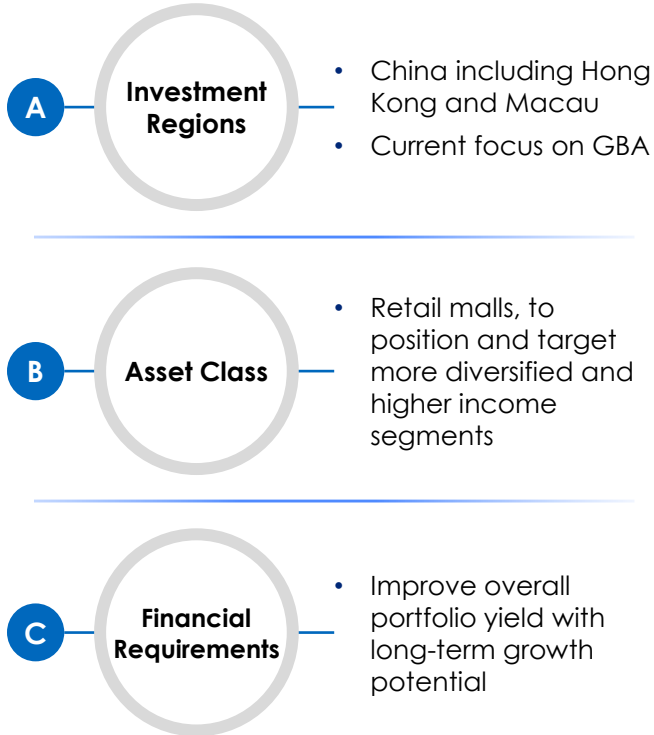 A
Investment
Regions
• China including Hong
Kong and Macau
• Current focus on GBA
B
Asset Class
• Retail malls, to
position and target
more diversified and
higher income
segments
C
Financial
Requirements
• Improve overall
portfolio yield with
long-term growth
potential